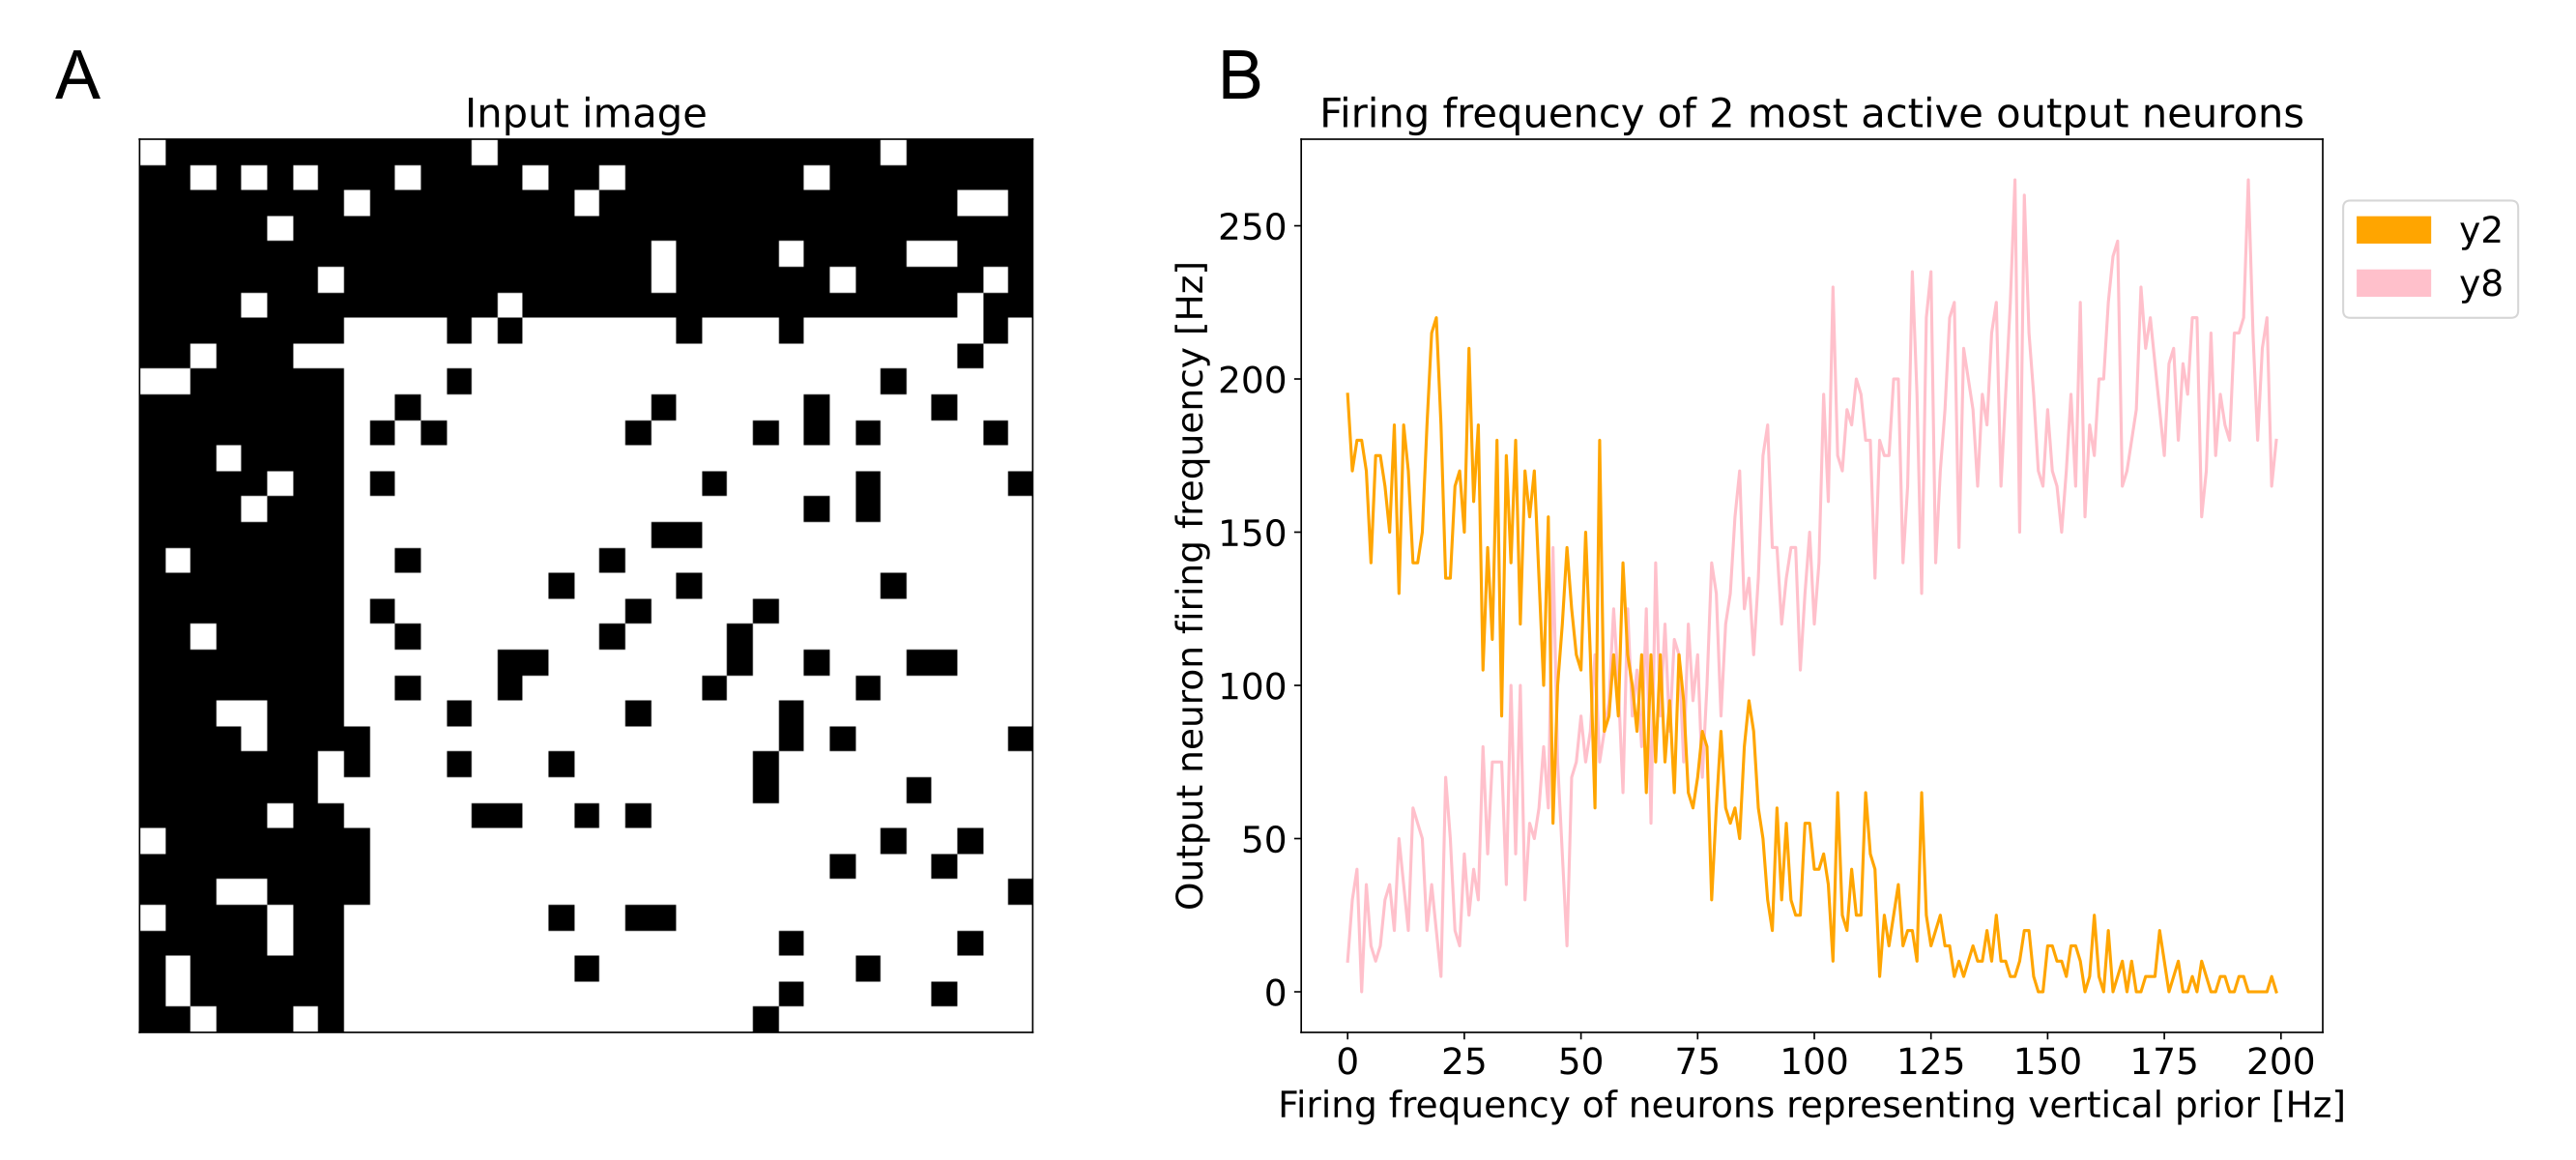 A
Input image
B
Firing frequency of 2 most active output neurons
Output neuron firing frequency [Hz]
250
200
150
100
50
0
0 25 50 75 100 125 150 175 200
Firing frequency of neurons representing vertical prior [Hz]
y2
y8